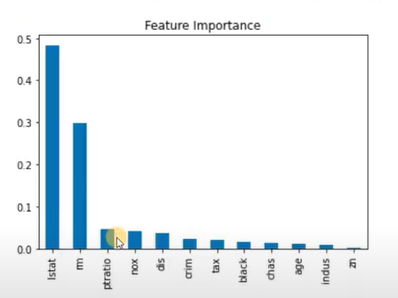 Feature Importance
0.5
0.4
0.3
0.2
0.1
0.0
lstat
rm
ptratio
nox
dis
crim
tax
black
chas
age
indus
zn